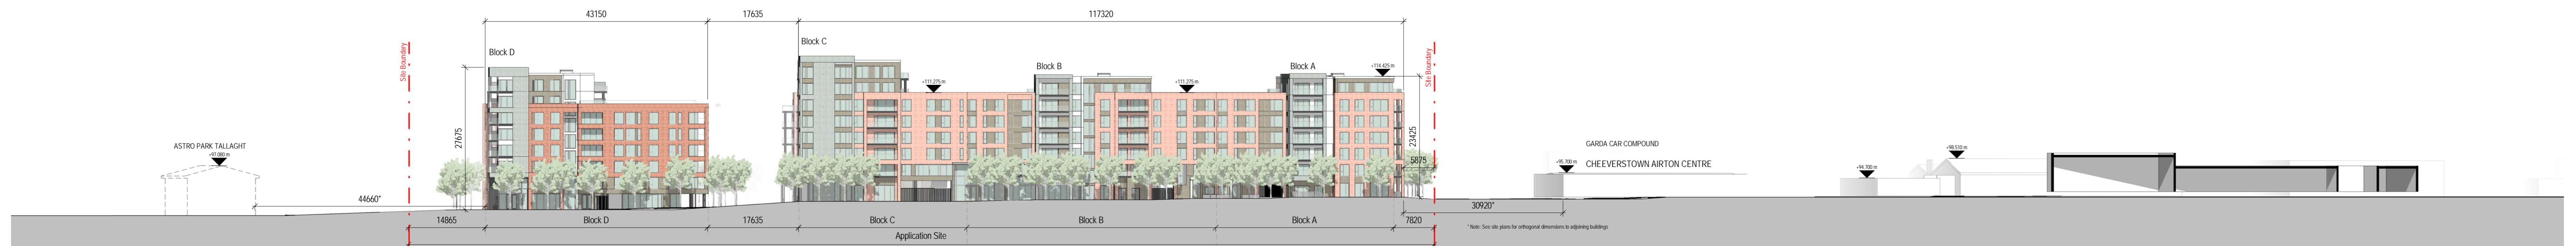 43150
17635
117320
Block C
Block D
Site Boundary
Site Boundary
Block B
Block A
+114.425 m
+111.275 m
+111.275 m
27675
23425
ASTRO PARK TALLAGHT
+97.080 m
GARDA CAR COMPOUND
CHEEVERSTOWN AIRTON CENTRE
+95.700 m
+94.700 m
+98.510 m
5875
44660*
30920*
14865
Block D
17635
Block C
Block B
Block A
7820
* Note: See site plans for orthogonal dimensions to adjoining buildings
Application Site